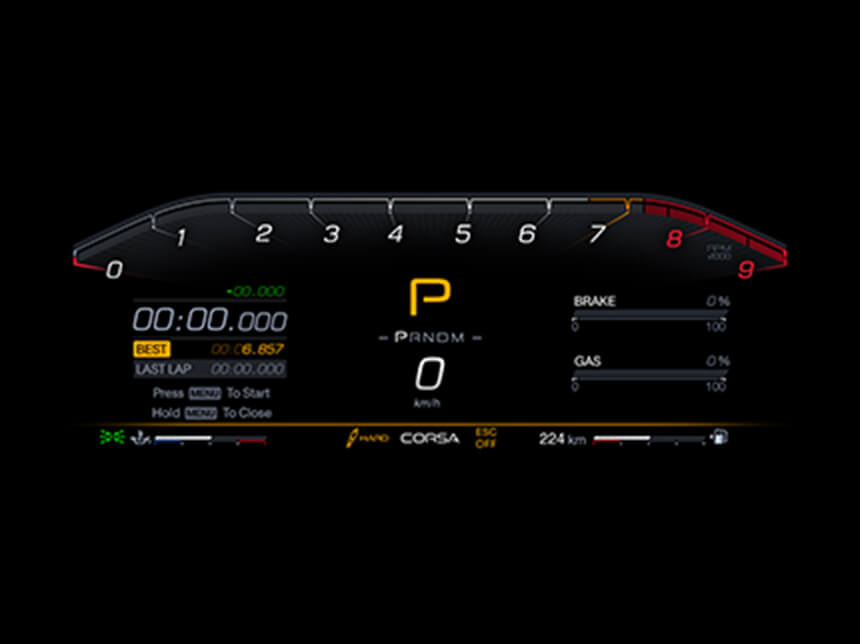 0 1 2 3 4 5 6 7 8 9
RPM
x1000
-00.000
00:00.000
BEST 00:06.857
LAST LAP 00:00.000
Press MENU To Start
Hold MENU To Close
P
– PRNDM –
0
km/h
BRAKE 0%
0 100
GAS 0%
0 100
HARD CORSA ESC OFF 224 km